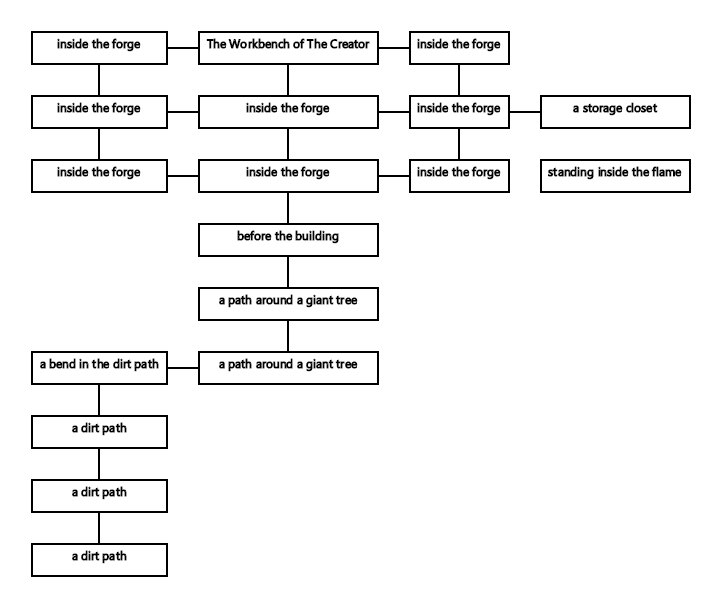 inside the forge
The Workbench of The Creator
inside the forge
inside the forge
inside the forge
inside the forge
a storage closet
inside the forge
inside the forge
inside the forge
standing inside the flame
before the building
a path around a giant tree
a bend in the dirt path
a path around a giant tree
a dirt path
a dirt path
a dirt path